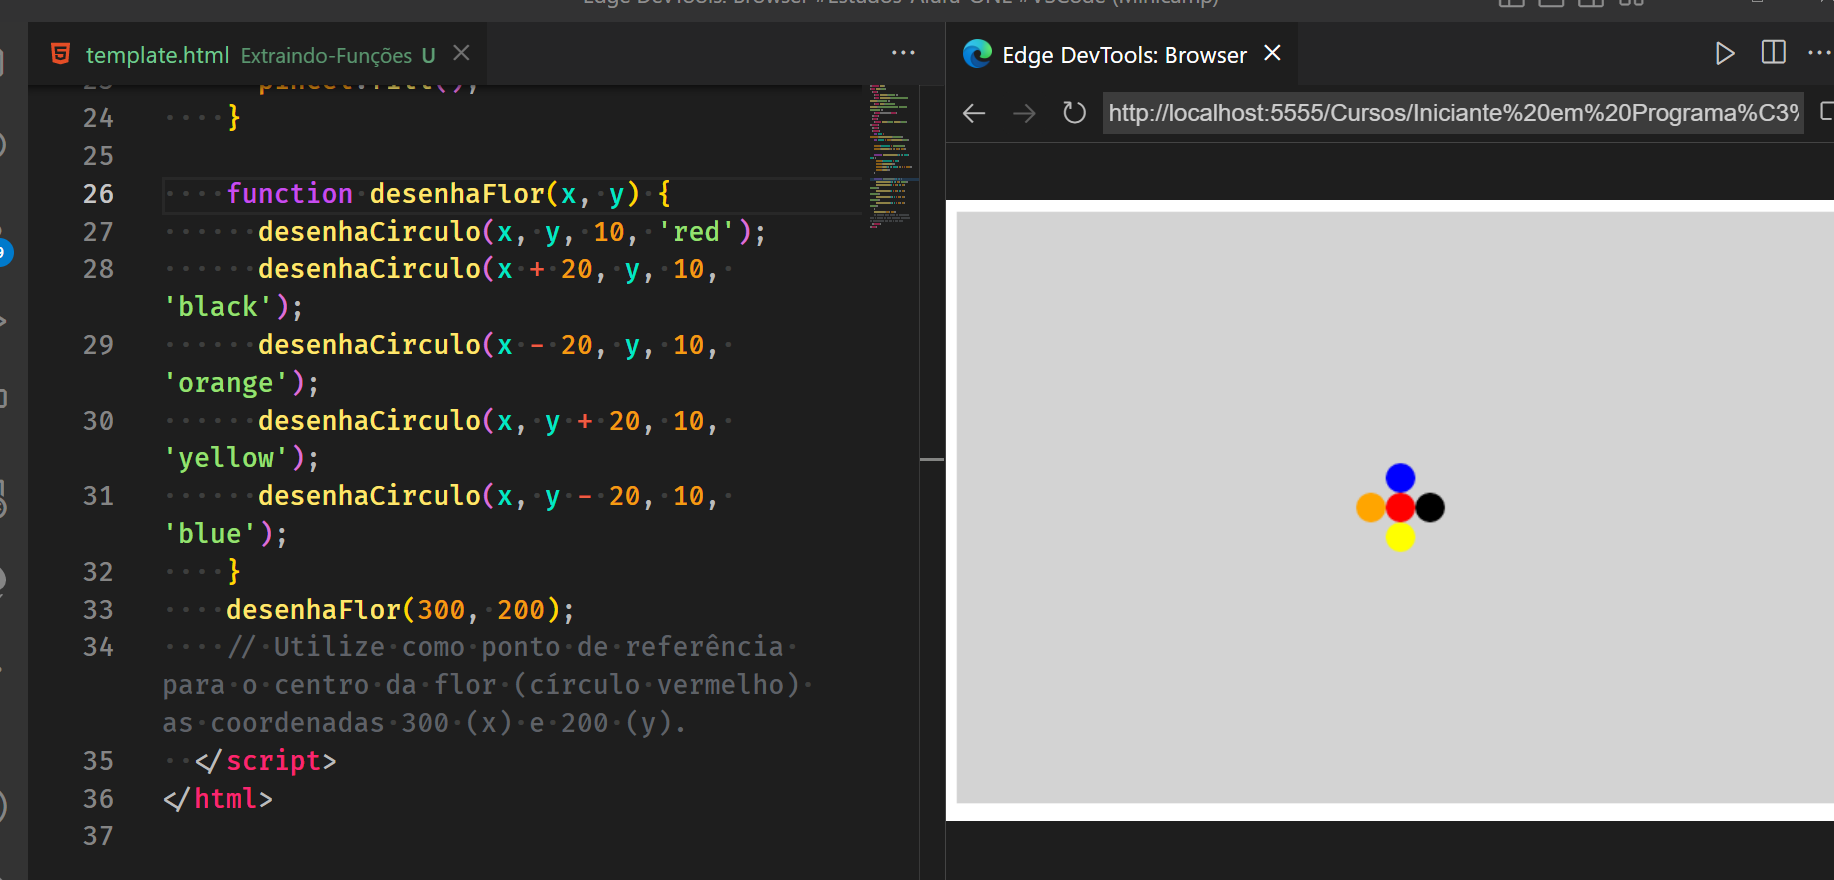 template.html Extraindo-Funções U
24 }
25
26 function desenhaFlor(x, y) {
27 desenhaCirculo(x, y, 10, 'red');
28 desenhaCirculo(x + 20, y, 10,
'black');
29 desenhaCirculo(x - 20, y, 10,
'orange');
30 desenhaCirculo(x, y + 20, 10,
'yellow');
31 desenhaCirculo(x, y - 20, 10,
'blue');
32 }
33 desenhaFlor(300, 200);
34 // Utilize como ponto de referência
para o centro da flor (círculo vermelho)
as coordenadas 300 (x) e 200 (y).
35 </script>
36 </html>
37
Edge DevTools: Browser
http://localhost:5555/Cursos/Iniciante%20em%20Programa%C3%